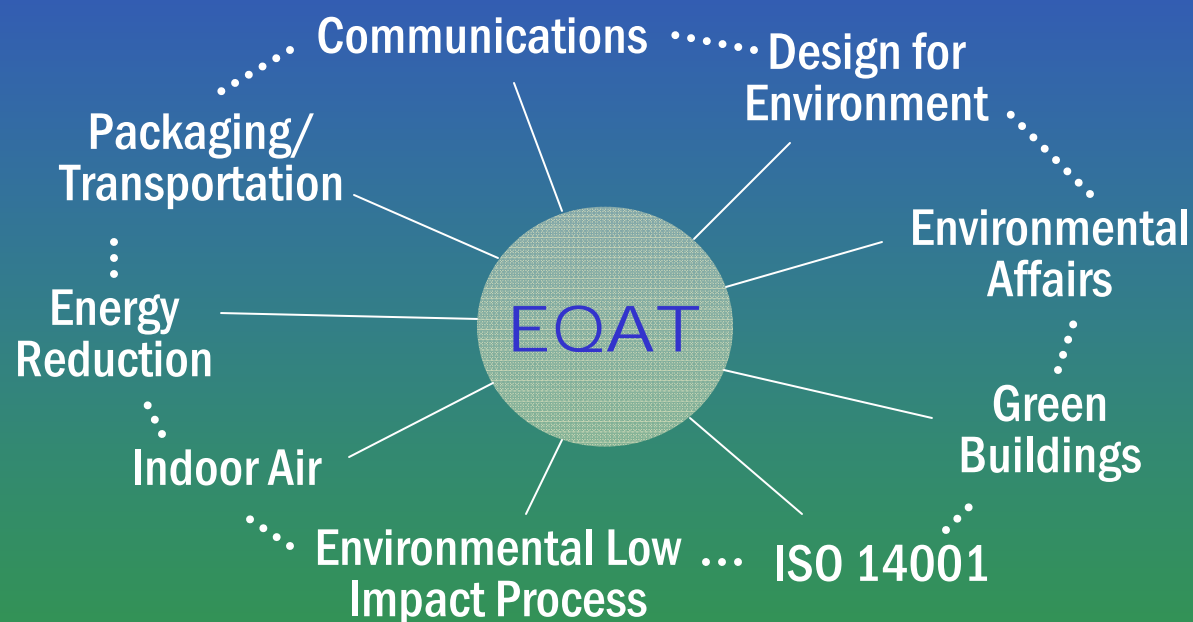 Communications
Design for
Environment
Packaging/
Transportation
Environmental
Affairs
Energy
Reduction
EQAT
Green
Buildings
Indoor Air
Environmental Low
Impact Process
ISO 14001